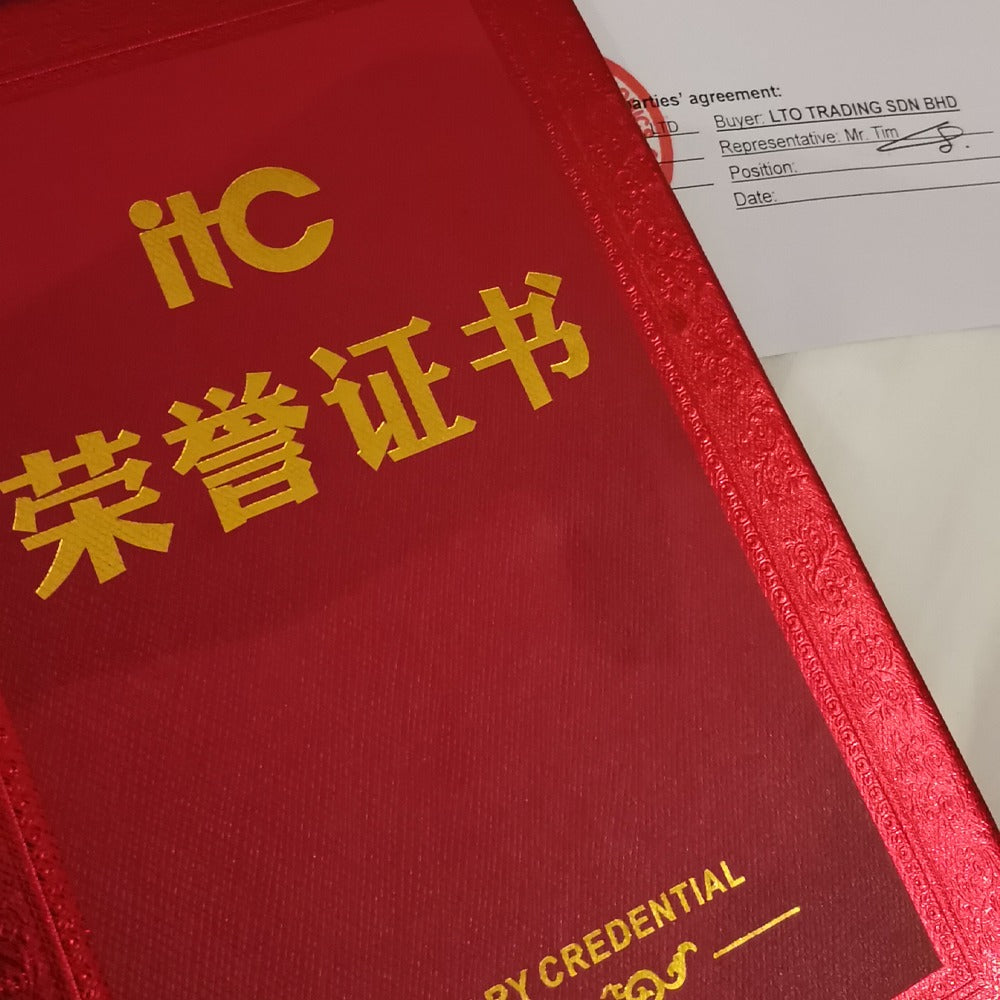 itc
荣誉证书
CREDENTIAL
parties' agreement:
LTD
Buyer: LTO TRADING SDN BHD
Representative: Mr. Tim
Position:
Date: